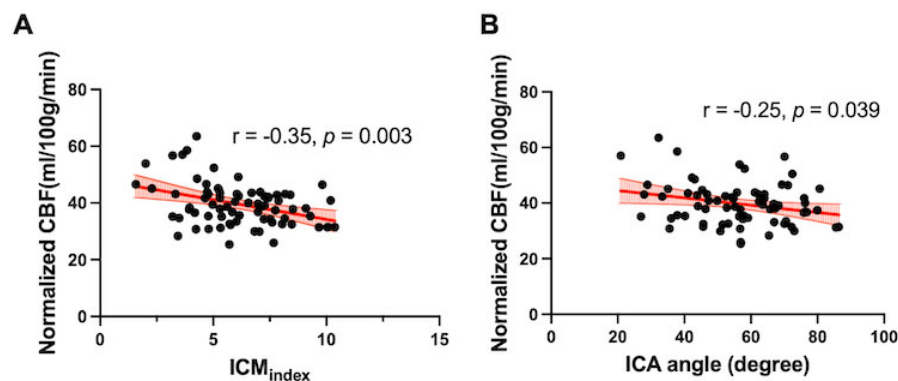 A
Normalized CBF(ml/100g/min)
80
60
40
20
0
r = -0.35, p = 0.003
0
5
10
15
ICMindex
B
Normalized CBF(ml/100g/min)
80
60
40
20
0
r = -0.25, p = 0.039
0
20
40
60
80
100
ICA angle (degree)